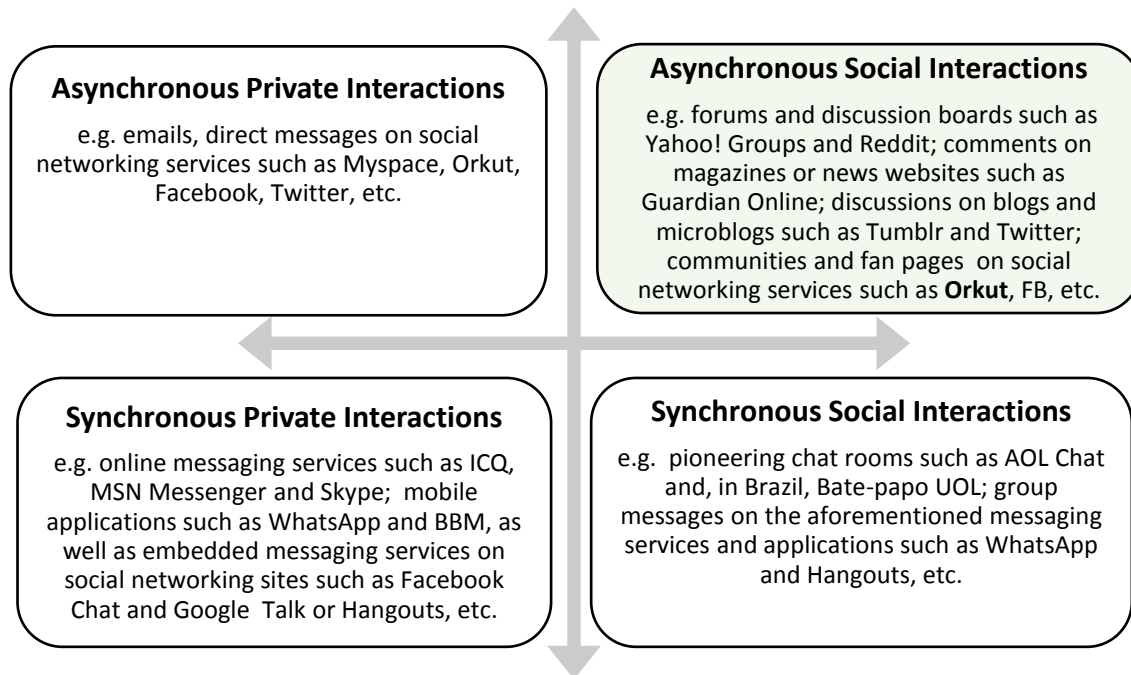 Asynchronous Private Interactions
e.g. emails, direct messages on social
networking services such as Myspace, Orkut,
Facebook, Twitter, etc.
Asynchronous Social Interactions
e.g. forums and discussion boards such as
Yahoo! Groups and Reddit; comments on
magazines or news websites such as
Guardian Online; discussions on blogs and
microblogs such as Tumblr and Twitter;
communities and fan pages on social
networking services such as Orkut, FB, etc.
Synchronous Private Interactions
e.g. online messaging services such as ICQ,
MSN Messenger and Skype; mobile
applications such as WhatsApp and BBM, as
well as embedded messaging services on
social networking sites such as Facebook
Chat and Google Talk or Hangouts, etc.
Synchronous Social Interactions
e.g. pioneering chat rooms such as AOL Chat
and, in Brazil, Bate-papo UOL; group
messages on the aforementioned messaging
services and applications such as WhatsApp
and Hangouts, etc.